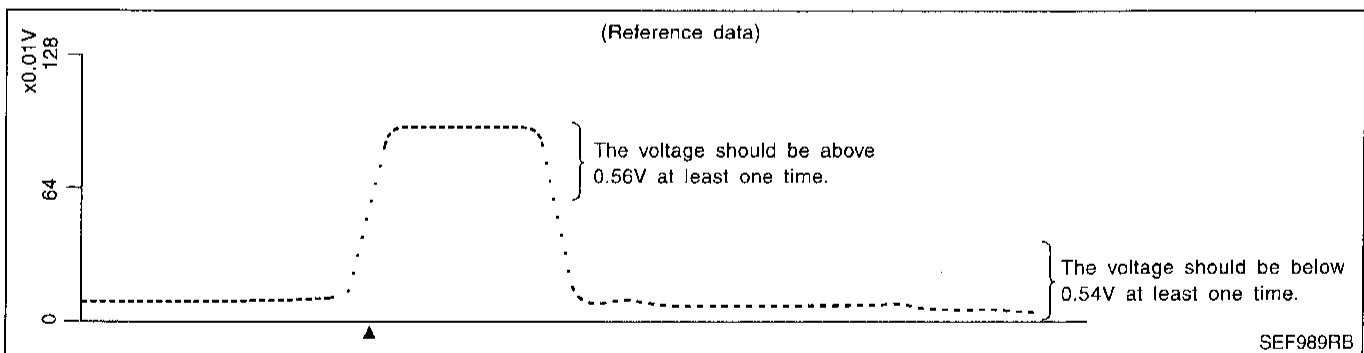 (Reference data)
x0.01V
128
64
0
The voltage should be above
0.56V at least one time.
The voltage should be below
0.54V at least one time.
SEF989RB